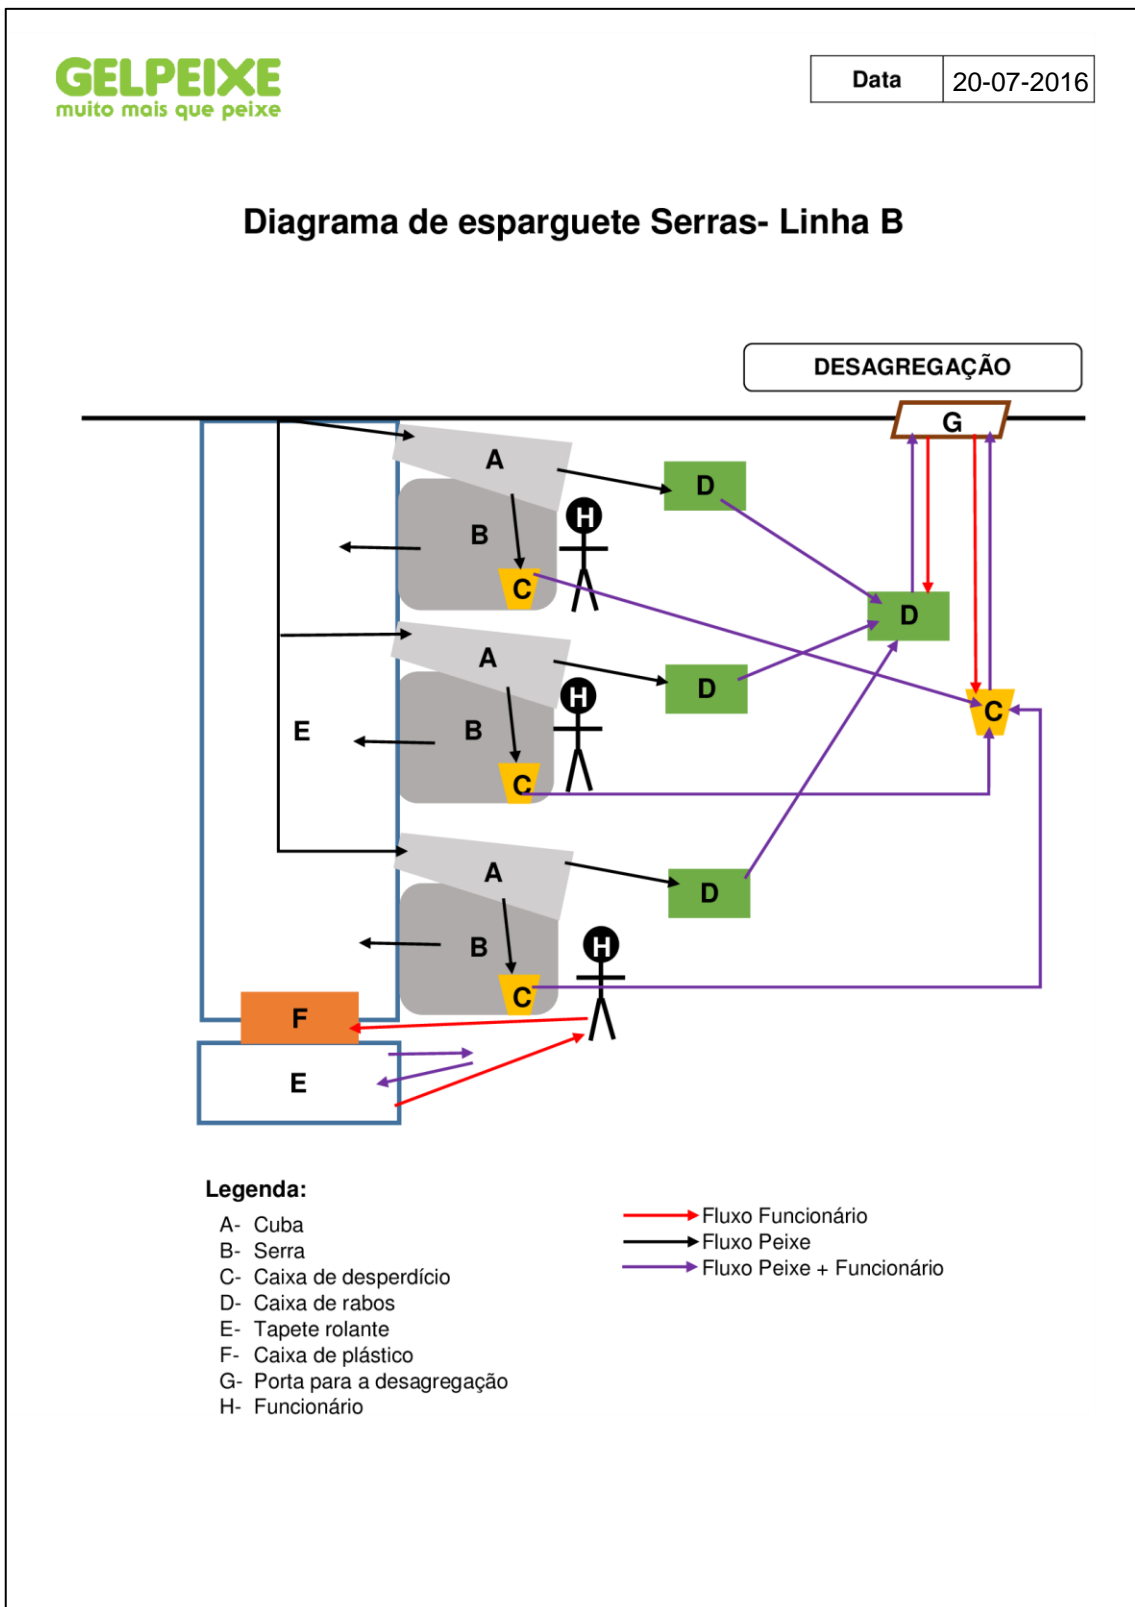 GELPEIXE
muito mais que peixe
Data 20-07-2016
Diagrama de esparguete Serras- Linha B
DESAGREGAÇÃO
G
A
D
B
H
C
D
A
D
H
B
C
E
C
A
D
B
H
C
F
E
Legenda:
A- Cuba
B- Serra
C- Caixa de desperdício
D- Caixa de rabos
E- Tapete rolante
F- Caixa de plástico
G- Porta para a desagregação
H- Funcionário
Fluxo Funcionário
Fluxo Peixe
Fluxo Peixe + Funcionário